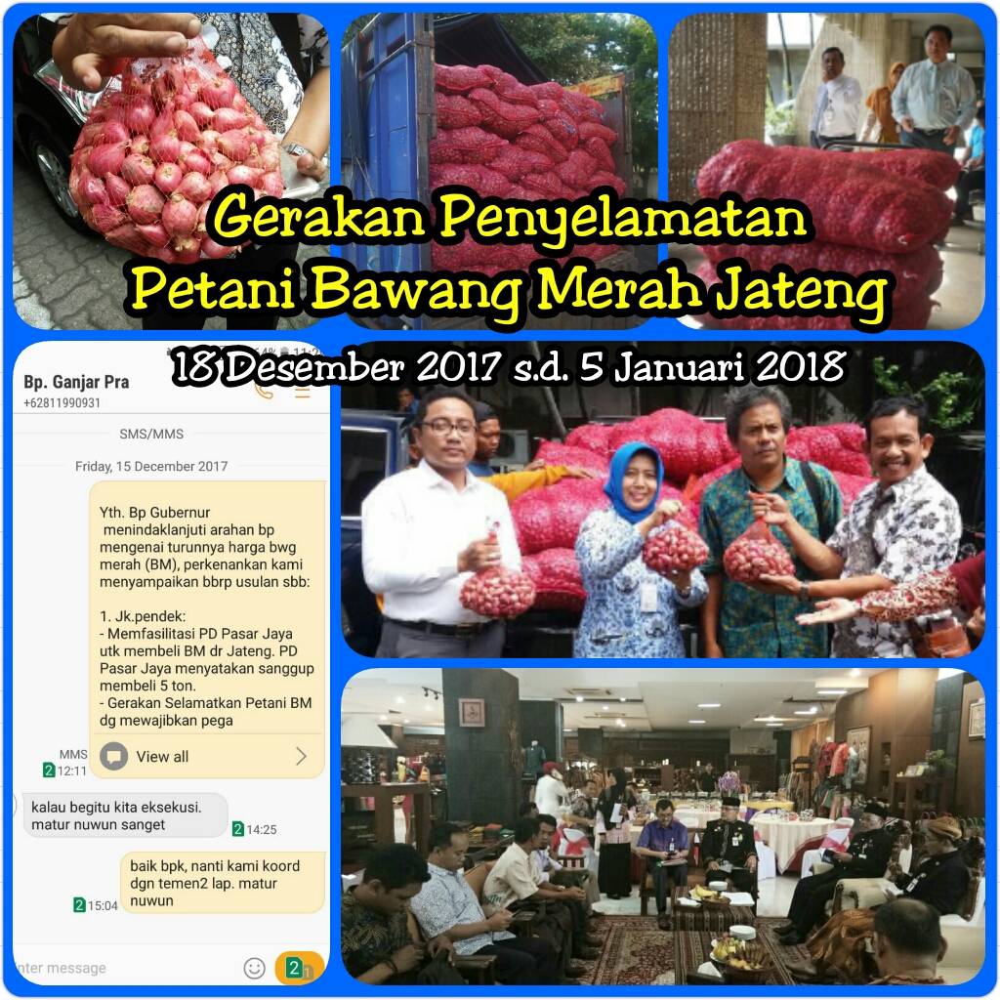 Gerakan Penyelamatan
Petani Bawang Merah Jateng
18 Desember 2017 s.d. 5 Januari 2018
64% 11:2
Bp. Ganjar Pra
+62811990931
SMS/MMS
Friday, 15 December 2017
Yth. Bp Gubernur
menindaklanjuti arahan bp
mengenai turunnya harga bwg
merah (BM), perkenankan kami
menyampaikan bbrp usulan sbb:
1. Jk.pendek:
- Memfasilitasi PD Pasar Jaya
utk membeli BM dr Jateng. PD
Pasar Jaya menyatakan sanggup
membeli 5 ton.
- Gerakan Selamatkan Petani BM
dg mewajibkan pega
View all
MMS
2 12:11
kalau begitu kita eksekusi.
matur nuwun sanget
2 14:25
baik bpk, nanti kami koord
dgn temen2 lap. matur
nuwun
2 15:04
nter message
2 1